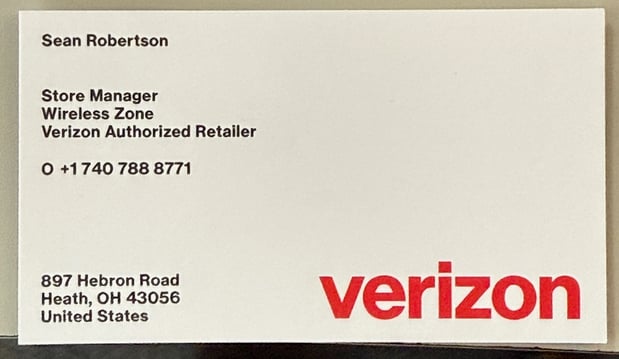 Sean Robertson
Store Manager
Wireless Zone
Verizon Authorized Retailer
O +1 740 788 8771
897 Hebron Road
Heath, OH 43056
United States
verizon